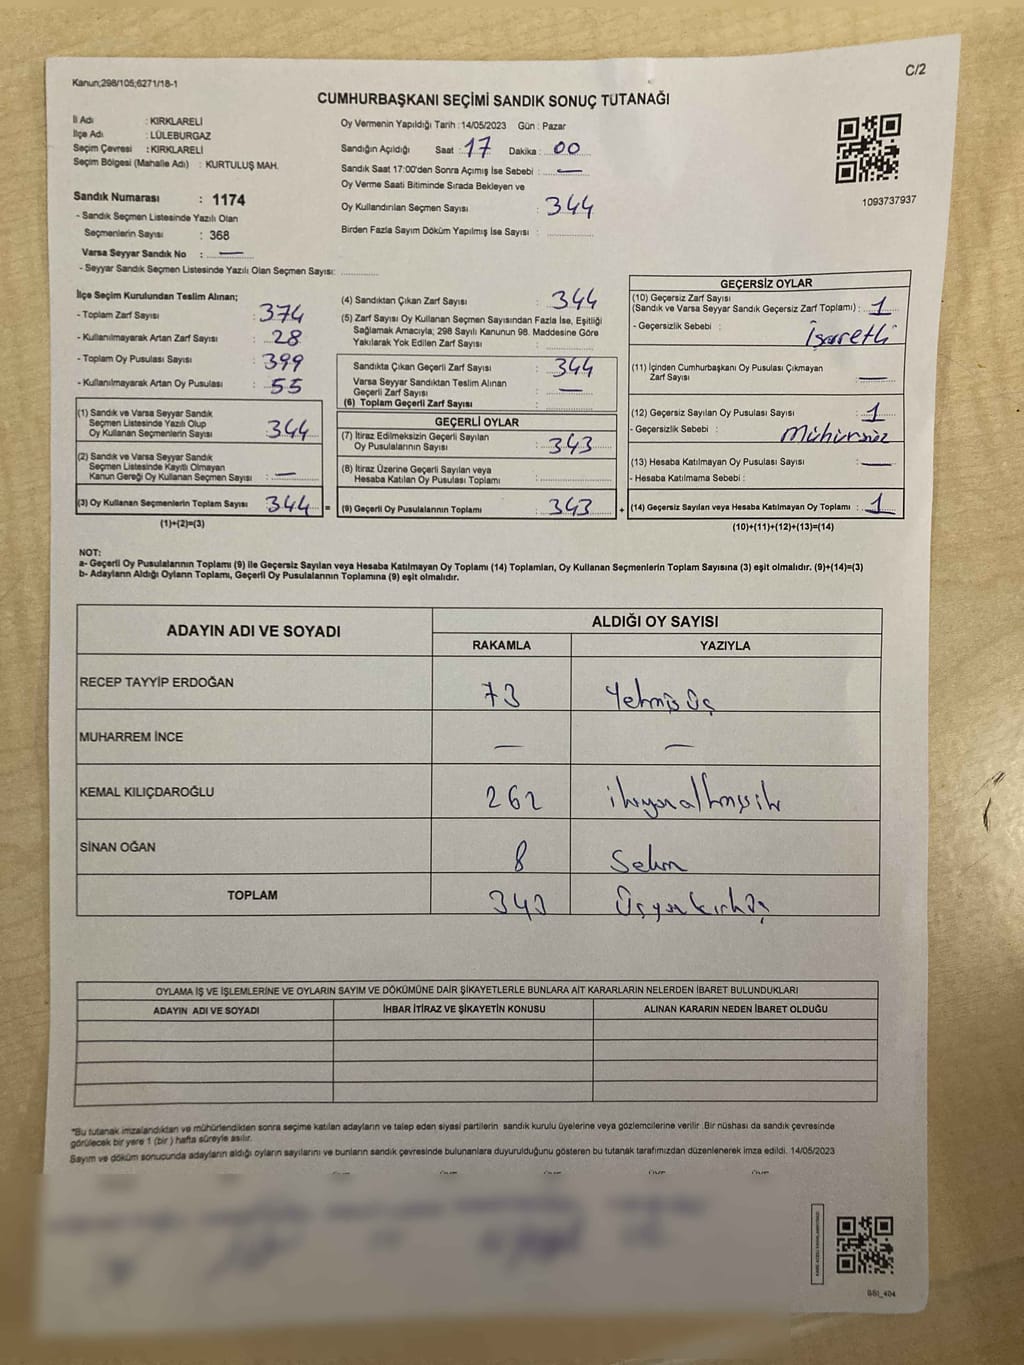 Kanun;298/105;6271/18-1
C/2
CUMHURBAŞKANI SEÇİMİ SANDIK SONUÇ TUTANAĞI
İl Adı : KIRKLARELİ
İlçe Adı : LÜLEBURGAZ
Seçim Çevresi : KIRKLARELİ
Seçim Bölgesi (Mahalle Adı) : KURTULUŞ MAH.
Sandık Numarası : 1174
- Sandık Seçmen Listesinde Yazılı Olan
Seçmenlerin Sayısı : 368
Varsa Seyyar Sandık No : —
- Seyyar Sandık Seçmen Listesinde Yazılı Olan Seçmen Sayısı:
Oy Vermenin Yapıldığı Tarih : 14/05/2023 Gün : Pazar
Sandığın Açıldığı Saat : 17 Dakika : 00
Sandık Saat 17:00'den Sonra Açımış İse Sebebi : —
Oy Verme Saati Bitiminde Sırada Bekleyen ve
Oy Kullandırılan Seçmen Sayısı : 344
Birden Fazla Sayım Döküm Yapılmış İse Sayısı :
1093737937
İlçe Seçim Kurulundan Teslim Alınan;
- Toplam Zarf Sayısı : 374
- Kullanılmayarak Artan Zarf Sayısı : 28
- Toplam Oy Pusulası Sayısı : 399
- Kullanılmayarak Artan Oy Pusulası : 55
(1) Sandık ve Varsa Seyyar Sandık
Seçmen Listesinde Yazılı Olup
Oy Kullanan Seçmenlerin Sayısı : 344
(2) Sandık ve Varsa Seyyar Sandık
Seçmen Listesinde Kayıtlı Olmayan
Kanun Gereği Oy Kullanan Seçmen Sayısı : —
(3) Oy Kullanan Seçmenlerin Toplam Sayısı 344 =
(1)+(2)=(3)
(4) Sandıktan Çıkan Zarf Sayısı : 344
(5) Zarf Sayısı Oy Kullanan Seçmen Sayısından Fazla İse, Eşitliği
Sağlamak Amacıyla; 298 Sayılı Kanunun 98. Maddesine Göre
Yakılarak Yok Edilen Zarf Sayısı :
Sandıkta Çıkan Geçerli Zarf Sayısı : 344
Varsa Seyyar Sandıktan Teslim Alınan
Geçerli Zarf Sayısı : —
(6) Toplam Geçerli Zarf Sayısı :
GEÇERLİ OYLAR
(7) İtiraz Edilmeksizin Geçerli Sayılan
Oy Pusulalarının Sayısı : 343
(8) İtiraz Üzerine Geçerli Sayılan veya
Hesaba Katılan Oy Pusulası Toplamı :
(9) Geçerli Oy Pusulalarının Toplamı : 343 +
GEÇERSİZ OYLAR
(10) Geçersiz Zarf Sayısı
(Sandık ve Varsa Seyyar Sandık Geçersiz Zarf Toplamı) : 1
- Geçersizlik Sebebi : İşaretli
(11) İçinden Cumhurbaşkanı Oy Pusulası Çıkmayan
Zarf Sayısı : —
(12) Geçersiz Sayılan Oy Pusulası Sayısı : 1
- Geçersizlik Sebebi : Mühürsüz
(13) Hesaba Katılmayan Oy Pusulası Sayısı : —
- Hesaba Katılmama Sebebi :
(14) Geçersiz Sayılan veya Hesaba Katılmayan Oy Toplamı : 1
(10)+(11)+(12)+(13)=(14)
NOT:
a- Geçerli Oy Pusulalarının Toplamı (9) ile Geçersiz Sayılan veya Hesaba Katılmayan Oy Toplamı (14) Toplamları, Oy Kullanan Seçmenlerin Toplam Sayısına (3) eşit olmalıdır. (9)+(14)=(3)
b- Adayların Aldığı Oyların Toplamı, Geçerli Oy Pusulalarının Toplamına (9) eşit olmalıdır.
ADAYIN ADI VE SOYADI ALDIĞI OY SAYISI
RAKAMLA YAZIYLA
RECEP TAYYİP ERDOĞAN 73 Yetmiş üç
MUHARREM İNCE — —
KEMAL KILIÇDAROĞLU 262 ikiyüzaltmışiki
SİNAN OĞAN 8 Sekiz
TOPLAM 343 Üçyüzkırküç
OYLAMA İŞ VE İŞLEMLERİNE VE OYLARIN SAYIM VE DÖKÜMÜNE DAİR ŞİKAYETLERLE BUNLARA AİT KARARLARIN NELERDEN İBARET BULUNDUKLARI
ADAYIN ADI VE SOYADI İHBAR İTİRAZ VE ŞİKAYETİN KONUSU ALINAN KARARIN NEDEN İBARET OLDUĞU
*Bu tutanak imzalandıktan ve mühürlendikten sonra seçime katılan adayların ve talep eden siyasi partilerin sandık kurulu üyelerine veya gözlemcilerine verilir .Bir nüshası da sandık çevresinde
görülecek bir yere 1 (bir ) hafta süreyle asılır.
Sayım ve döküm sonucunda adayların aldığı oyların sayılarını ve bunların sandık çevresinde bulunanlara duyurulduğunu gösteren bu tutanak tarafımızdan düzenlenerek imza edildi. 14/05/2023